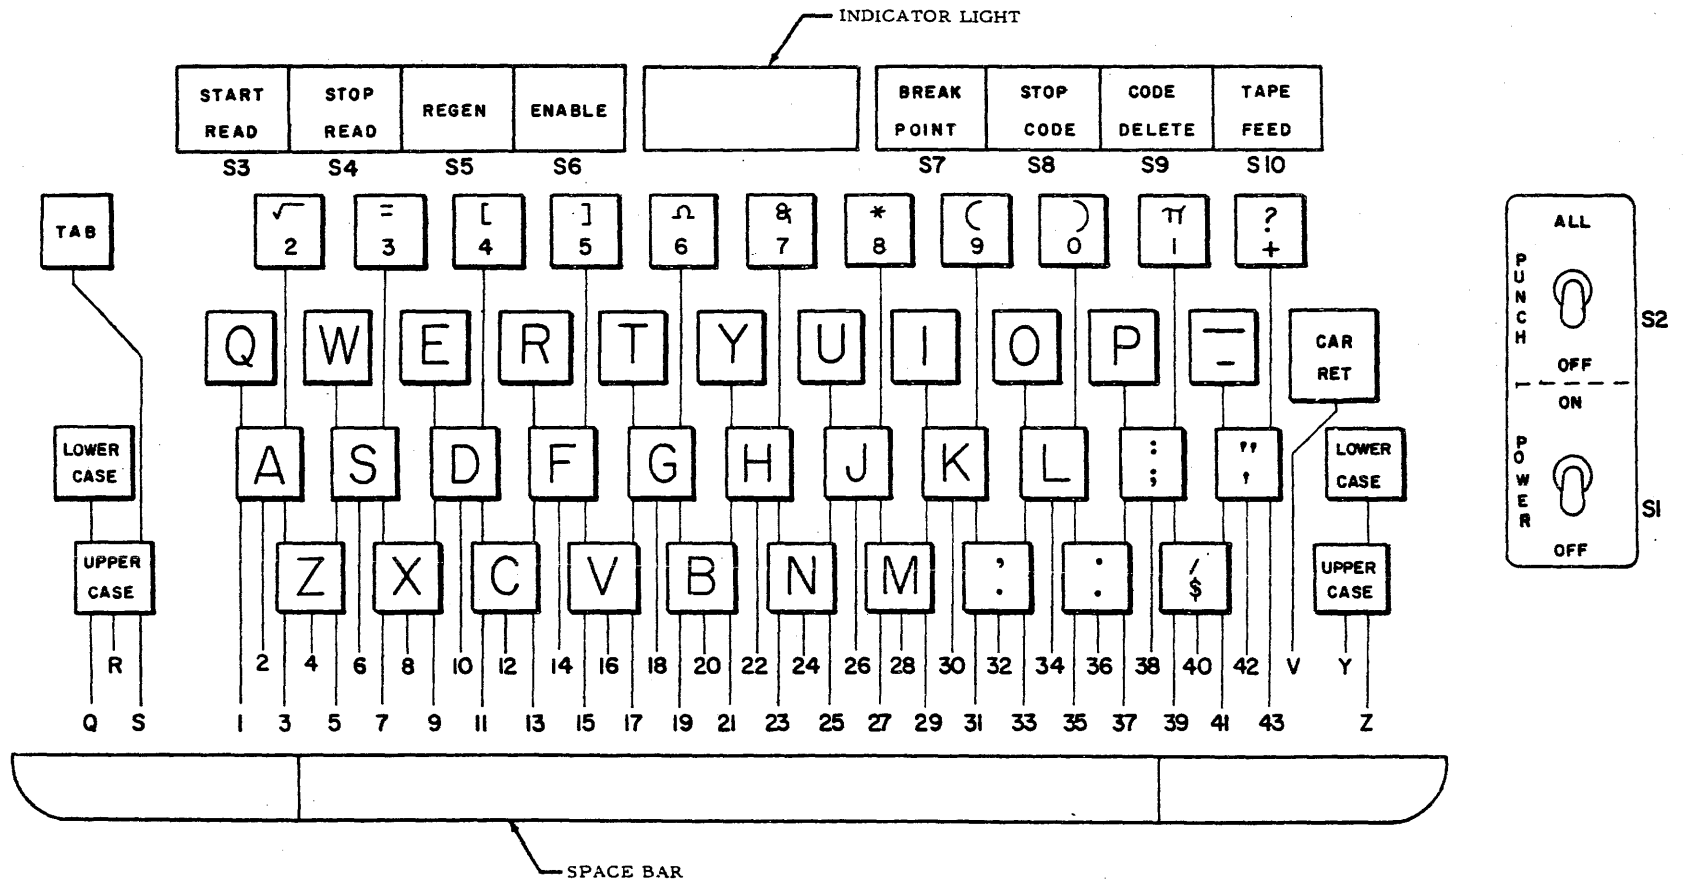 INDICATOR LIGHT
START READ STOP READ REGEN ENABLE BREAK POINT STOP CODE CODE DELETE TAPE FEED
S3 S4 S5 S6 S7 S8 S9 S10
TAB √ 2 = 3 [ 4 ] 5 Ω 6 & 7 * 8 ( 9 ) 0 π 1 ? +
Q W E R T Y U I O P — - CAR RET
LOWER CASE A S D F G H J K L : ; " ' LOWER CASE
UPPER CASE Z X C V B N M , . : . / $ UPPER CASE
R 2 4 6 8 10 12 14 16 18 20 22 24 26 28 30 32 34 36 38 40 42 V Y
Q S 1 3 5 7 9 11 13 15 17 19 21 23 25 27 29 31 33 35 37 39 41 43 Z
SPACE BAR
ALL
PUNCH
S2
OFF
ON
POWER
S1
OFF